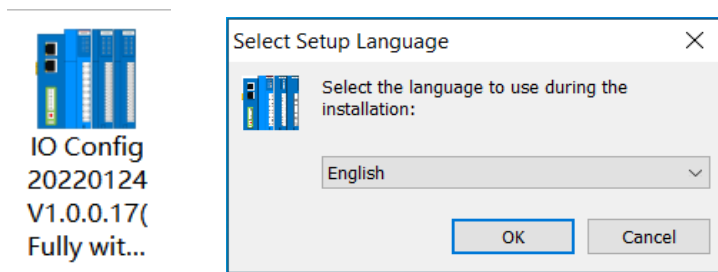 IO Config
20220124
V1.0.0.17(
Fully wit...
Select Setup Language
Select the language to use during the
installation:
English
OK
Cancel